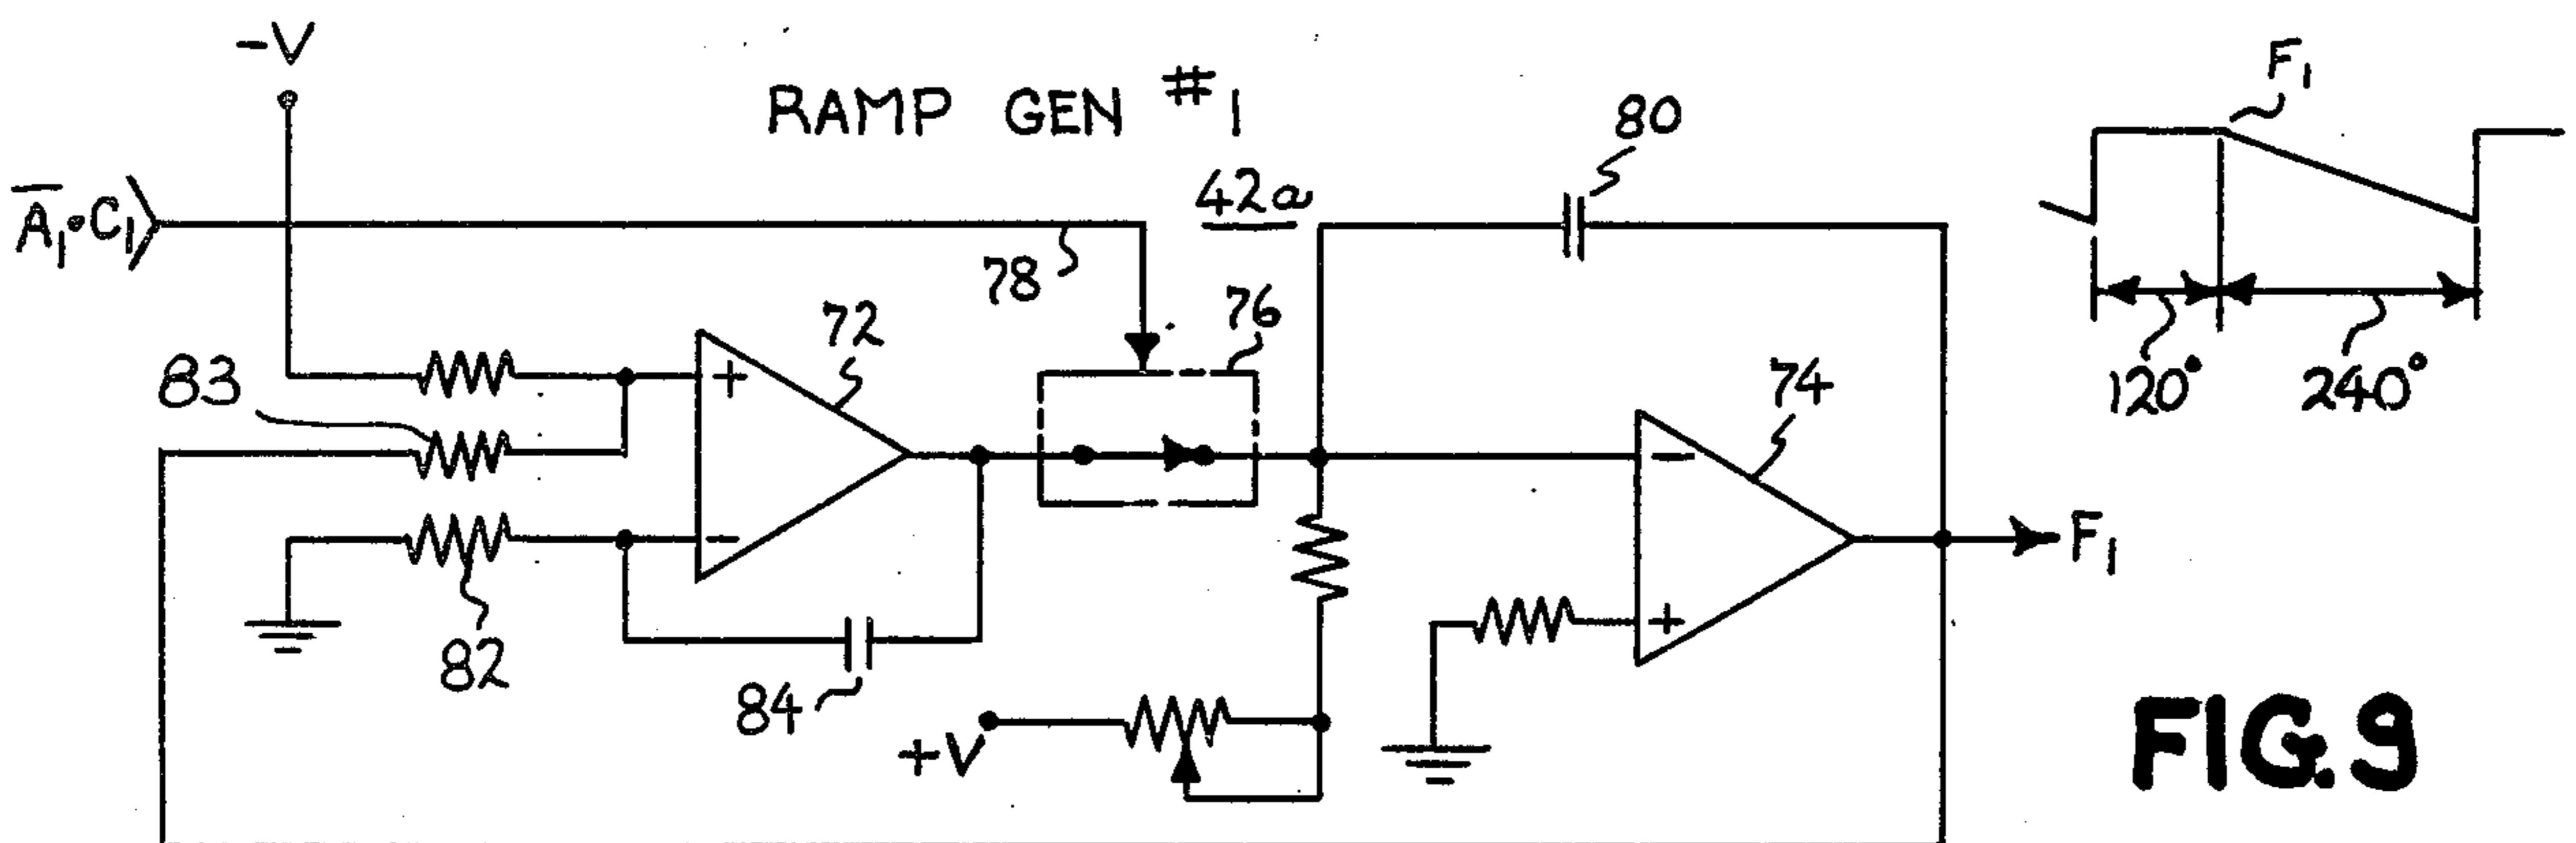 -V
RAMP GEN #1
F₁
80
A̅₁·C₁
42a
78
72
76
83
+
-
74
120°
240°
-
+
F₁
82
84
+V
FIG.9